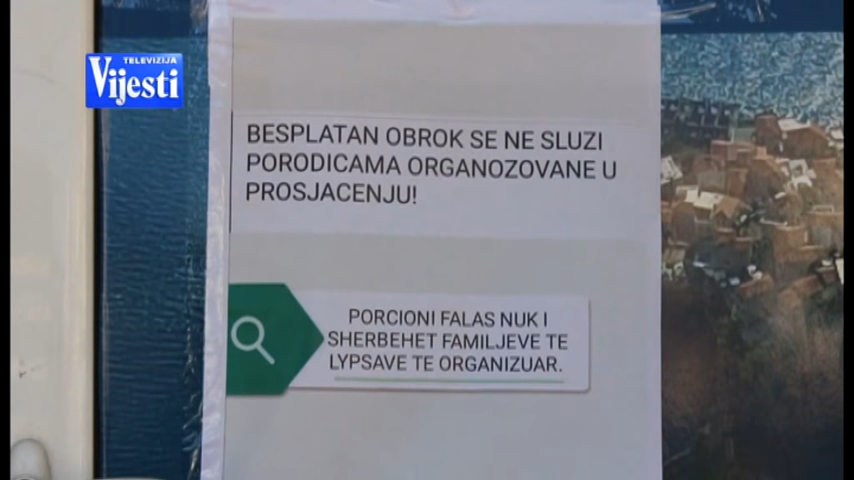 TELEVIZIJA
Vijesti
BESPLATAN OBROK SE NE SLUZI
PORODICAMA ORGANOZOVANE U
PROSJACENJU!
PORCIONI FALAS NUK I
SHERBEHET FAMILJEVE TE
LYPSAVE TE ORGANIZUAR.